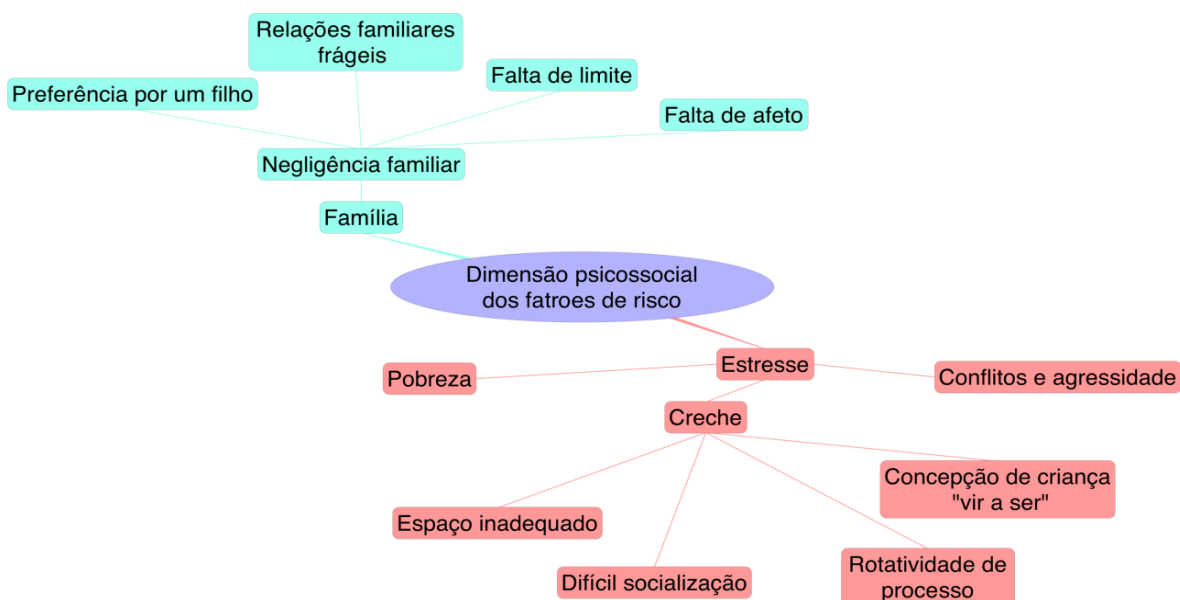 Relações familiares
frágeis
Preferência por um filho
Falta de limite
Falta de afeto
Negligência familiar
Família
Dimensão psicossocial
dos fatroes de risco
Estresse
Pobreza
Conflitos e agressidade
Creche
Concepção de criança
"vir a ser"
Espaço inadequado
Difícil socialização
Rotatividade de
processo